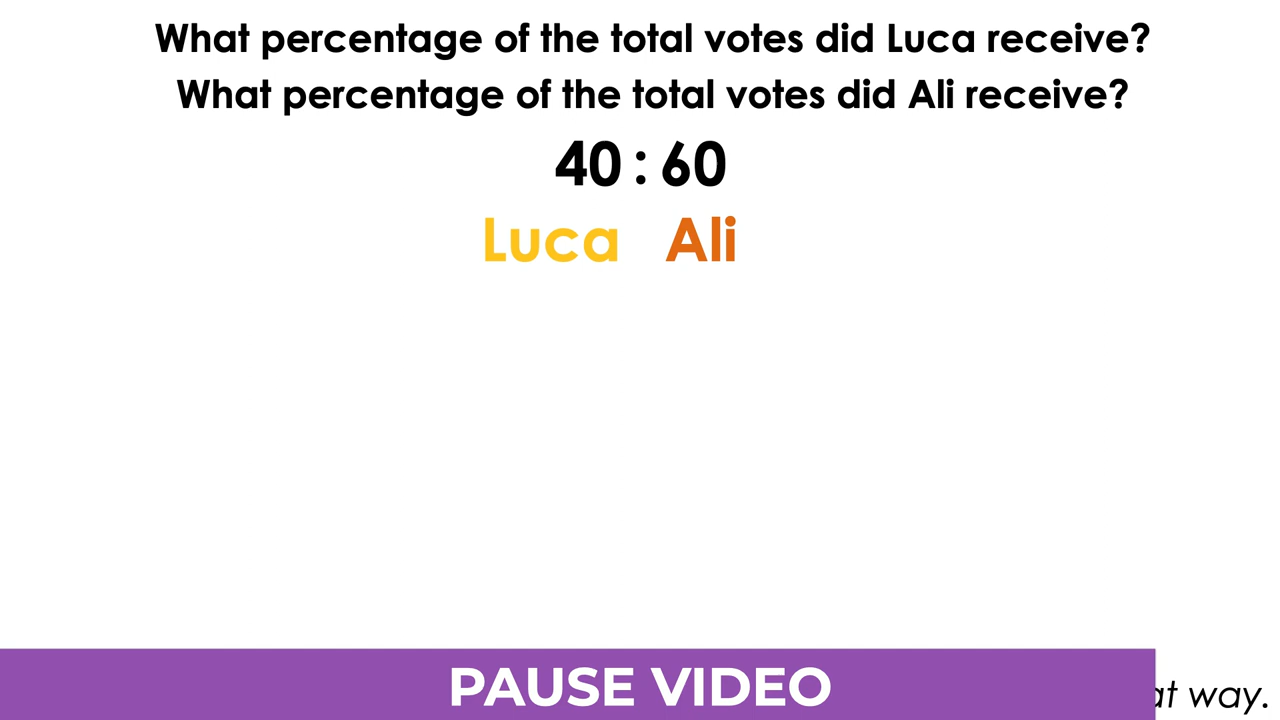 What percentage of the total votes did Luca receive?
What percentage of the total votes did Ali receive?
40 : 60
Luca Ali
PAUSE VIDEO
way.